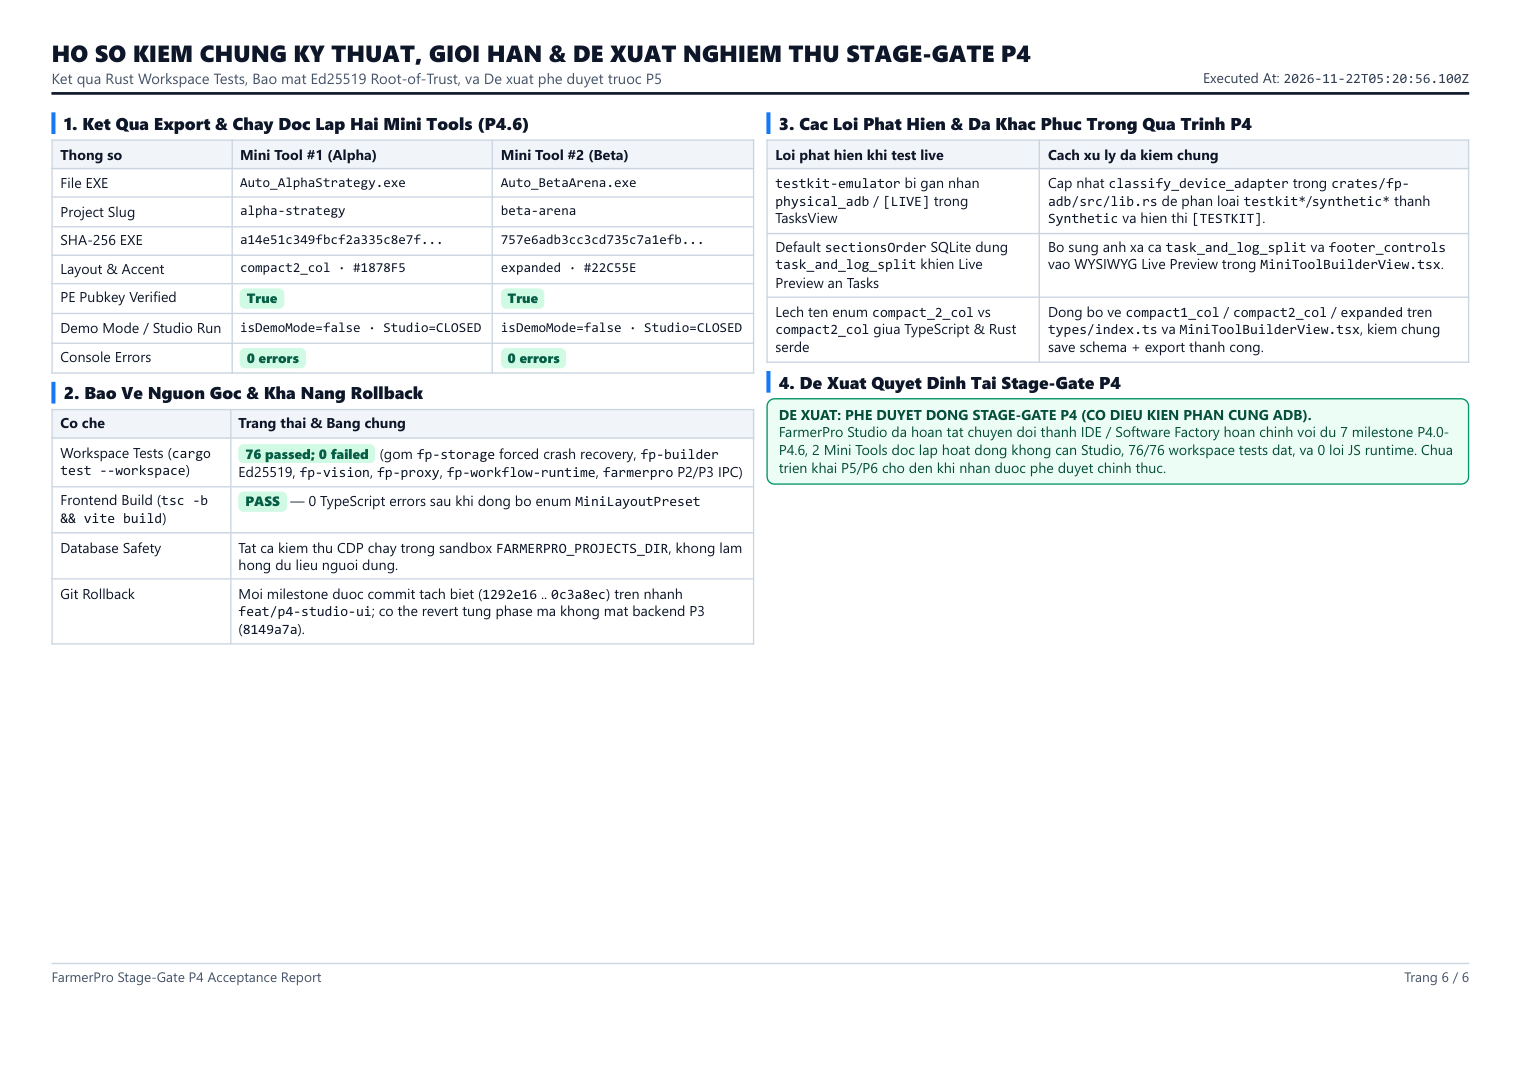 HO SO KIEM CHUNG KY THUAT, GIOI HAN & DE XUAT NGHIEM THU STAGE-GATE P4
Ket qua Rust Workspace Tests, Bao mat Ed25519 Root-of-Trust, va De xuat phe duyet truoc P5
Executed At: 2026-11-22T05:20:56.100Z
1. Ket Qua Export & Chay Doc Lap Hai Mini Tools (P4.6)
Thong so Mini Tool #1 (Alpha) Mini Tool #2 (Beta)
File EXE Auto_AlphaStrategy.exe Auto_BetaArena.exe
Project Slug alpha-strategy beta-arena
SHA-256 EXE a14e51c349fbcf2a335c8e7f... 757e6adb3cc3cd735c7a1efb...
Layout & Accent compact2_col · #1878F5 expanded · #22C55E
PE Pubkey Verified True True
Demo Mode / Studio Run isDemoMode=false · Studio=CLOSED isDemoMode=false · Studio=CLOSED
Console Errors 0 errors 0 errors
2. Bao Ve Nguon Goc & Kha Nang Rollback
Co che Trang thai & Bang chung
Workspace Tests (cargo
test --workspace)
76 passed; 0 failed (gom fp-storage forced crash recovery, fp-builder
Ed25519, fp-vision, fp-proxy, fp-workflow-runtime, farmerpro P2/P3 IPC)
Frontend Build (tsc -b
&& vite build)
PASS — 0 TypeScript errors sau khi dong bo enum MiniLayoutPreset
Database Safety
Tat ca kiem thu CDP chay trong sandbox FARMERPRO_PROJECTS_DIR, khong lam
hong du lieu nguoi dung.
Git Rollback
Moi milestone duoc commit tach biet (1292e16 .. 0c3a8ec) tren nhanh
feat/p4-studio-ui; co the revert tung phase ma khong mat backend P3
(8149a7a).
3. Cac Loi Phat Hien & Da Khac Phuc Trong Qua Trinh P4
Loi phat hien khi test live Cach xu ly da kiem chung
testkit-emulator bi gan nhan
physical_adb / [LIVE] trong
TasksView
Cap nhat classify_device_adapter trong crates/fp-
adb/src/lib.rs de phan loai testkit*/synthetic* thanh
Synthetic va hien thi [TESTKIT].
Default sectionsOrder SQLite dung
task_and_log_split khien Live
Preview an Tasks
Bo sung anh xa ca task_and_log_split va footer_controls
vao WYSIWYG Live Preview trong MiniToolBuilderView.tsx.
Lech ten enum compact_2_col vs
compact2_col giua TypeScript & Rust
serde
Dong bo ve compact1_col / compact2_col / expanded tren
types/index.ts va MiniToolBuilderView.tsx, kiem chung
save schema + export thanh cong.
4. De Xuat Quyet Dinh Tai Stage-Gate P4
DE XUAT: PHE DUYET DONG STAGE-GATE P4 (CO DIEU KIEN PHAN CUNG ADB).
FarmerPro Studio da hoan tat chuyen doi thanh IDE / Software Factory hoan chinh voi du 7 milestone P4.0-
P4.6, 2 Mini Tools doc lap hoat dong khong can Studio, 76/76 workspace tests dat, va 0 loi JS runtime. Chua
trien khai P5/P6 cho den khi nhan duoc phe duyet chinh thuc.
FarmerPro Stage-Gate P4 Acceptance Report
Trang 6 / 6